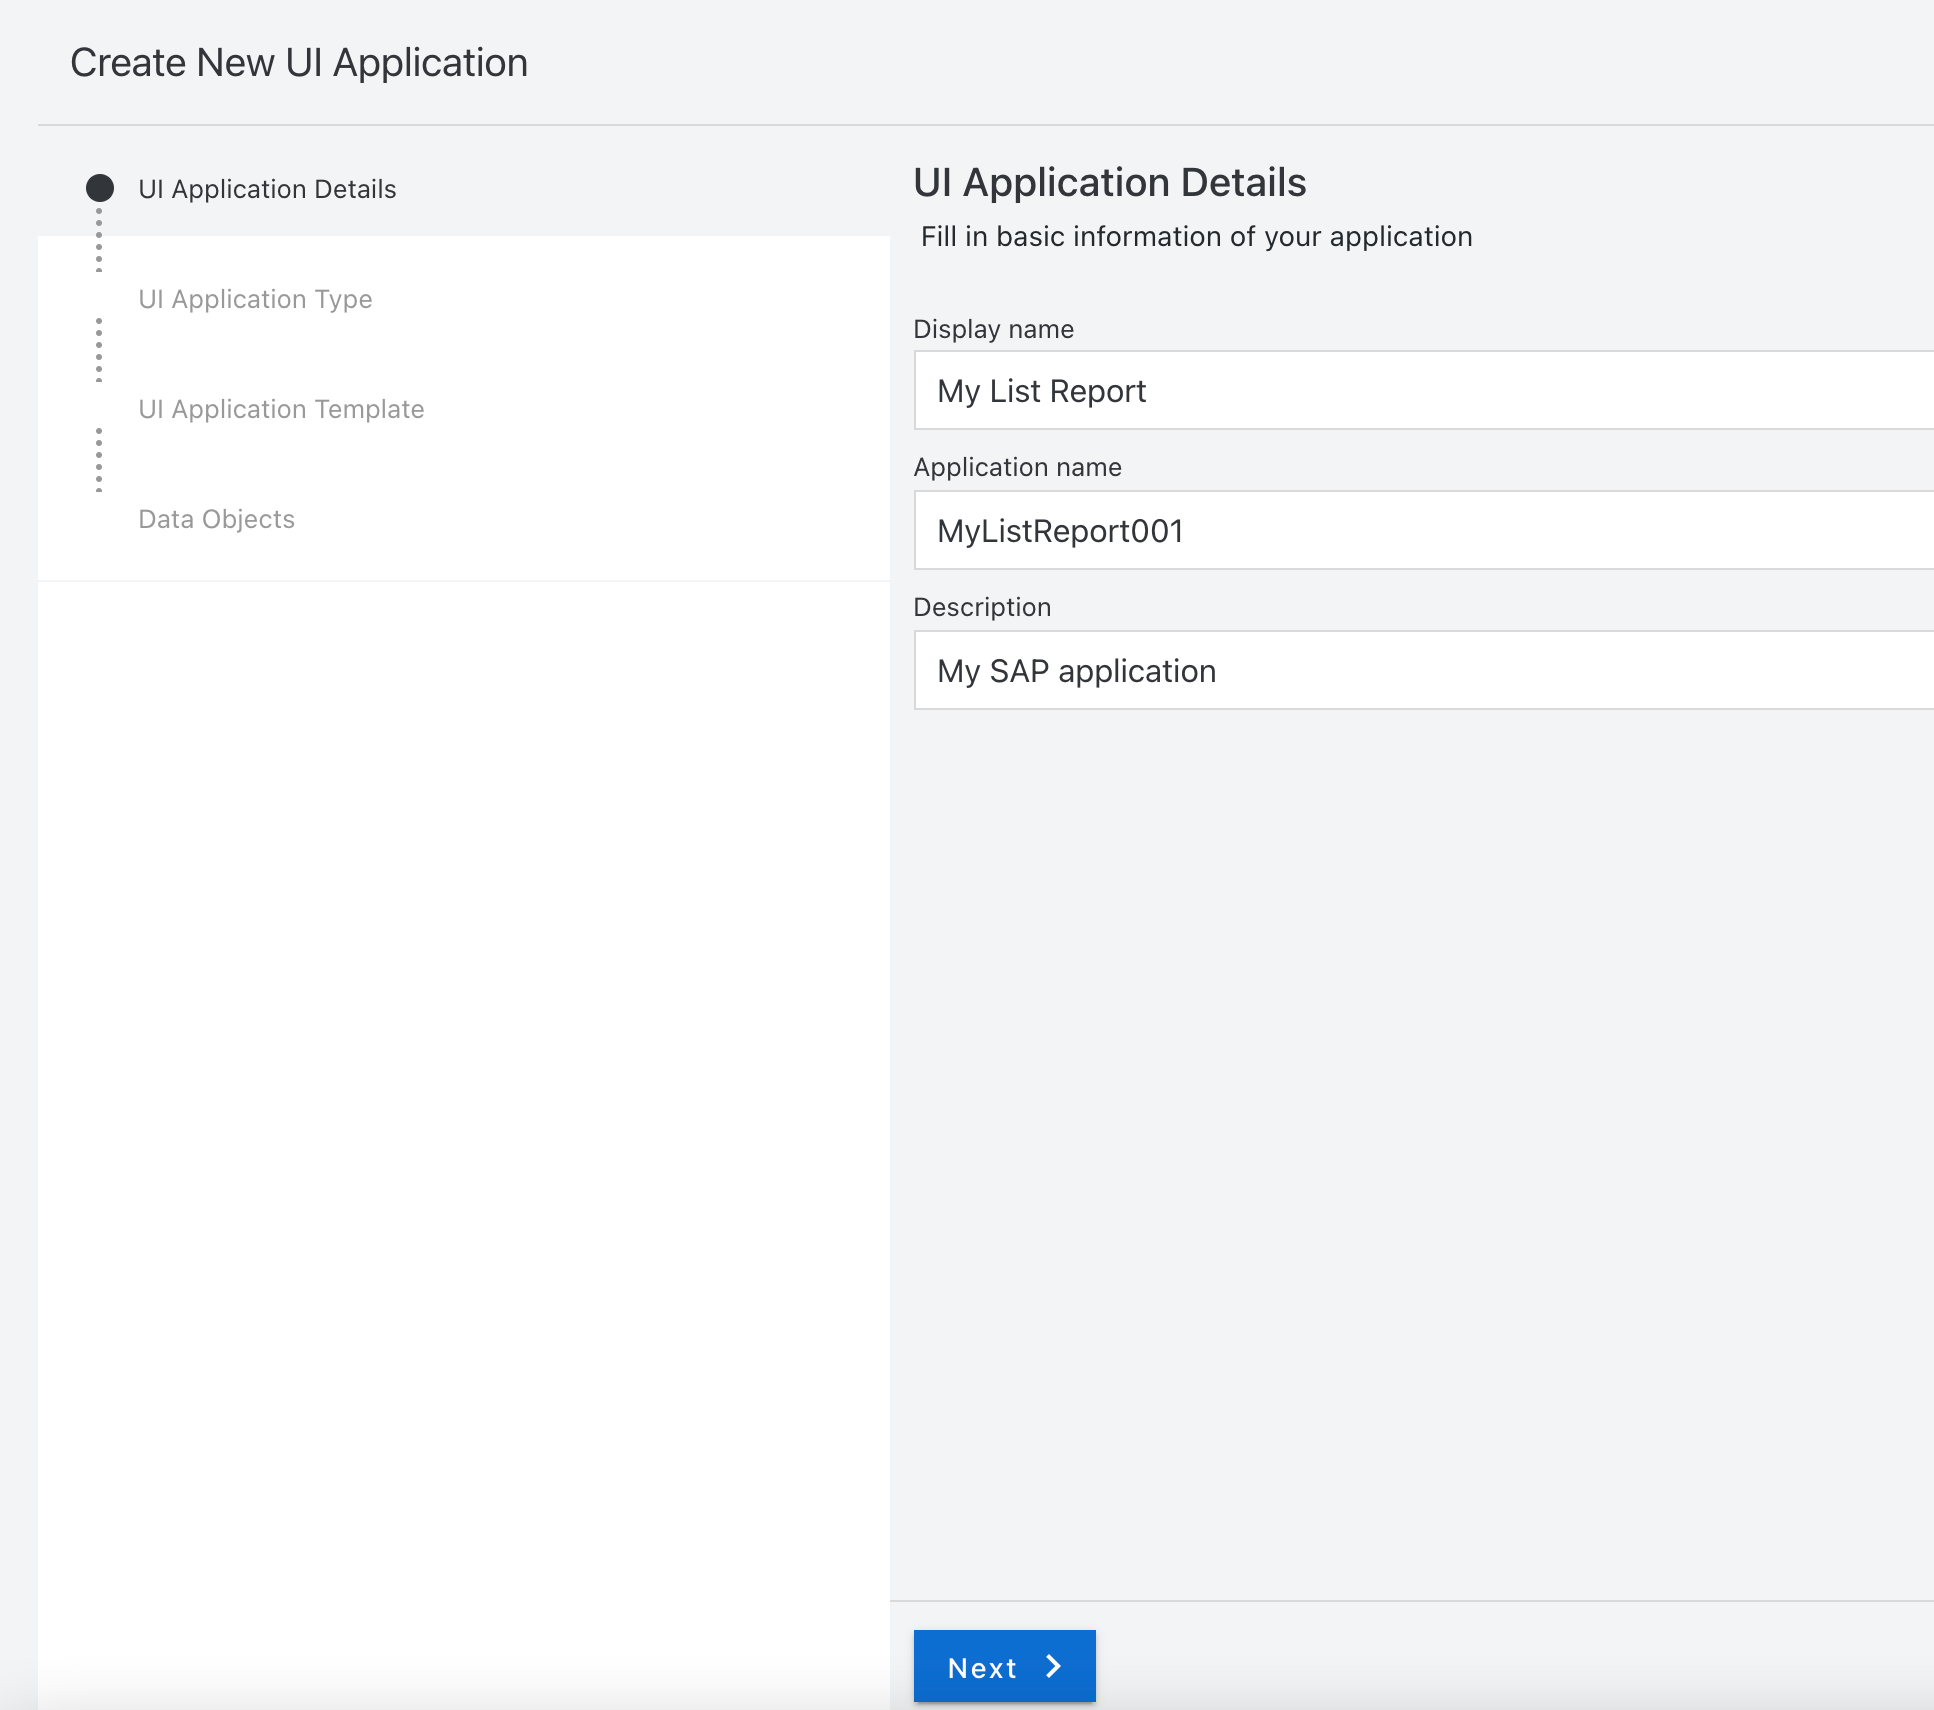 Create New UI Application
UI Application Details
UI Application Type
UI Application Template
Data Objects
UI Application Details
Fill in basic information of your application
Display name
My List Report
Application name
MyListReport001
Description
My SAP application
Next